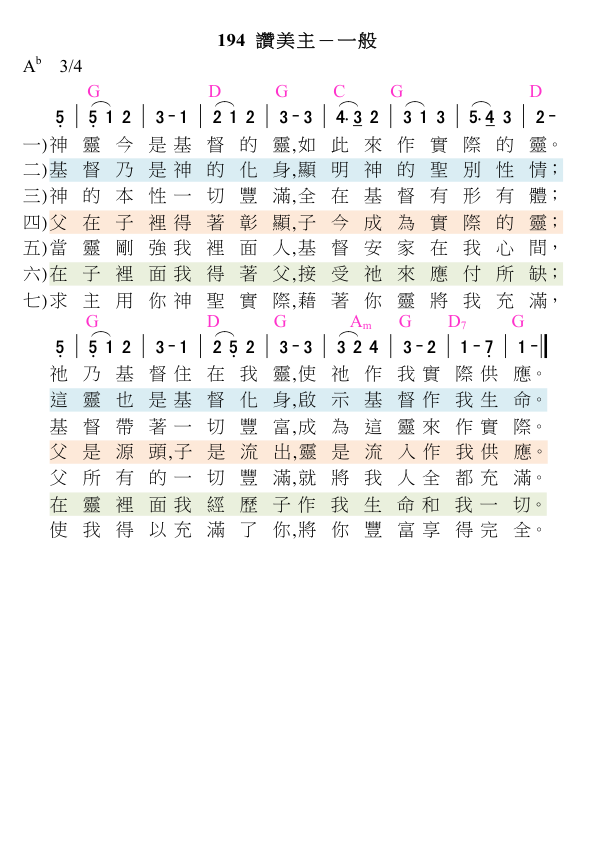 194 讚美主－一般
A♭ 3/4
G D G C G D
5 | 5 1 2 | 3 - 1 | 2 1 2 | 3 - 3 | 4· 3 2 | 3 1 3 | 5· 4 3 | 2 -
一)神靈今是基督的靈,如此來作實際的靈。
二)基督乃是神的化身,顯明神的聖別性情；
三)神的本性一切豐滿,全在基督有形有體；
四)父在子裡得著彰顯,子今成為實際的靈；
五)當靈剛強我裡面人,基督安家在我心間，
六)在子裡面我得著父,接受祂來應付所缺；
七)求主用你神聖實際,藉著你靈將我充滿，
G D G Am G D7 G
5 | 5 1 2 | 3 - 1 | 2 5 2 | 3 - 3 | 3 2 4 | 3 - 2 | 1 - 7 | 1 - ‖
祂乃基督住在我靈,使祂作我實際供應。
這靈也是基督化身,啟示基督作我生命。
基督帶著一切豐富,成為這靈來作實際。
父是源頭,子是流出,靈是流入作我供應。
父所有的一切豐滿,就將我人全都充滿。
在靈裡面我經歷子作我生命和我一切。
使我得以充滿了你,將你豐富享得完全。